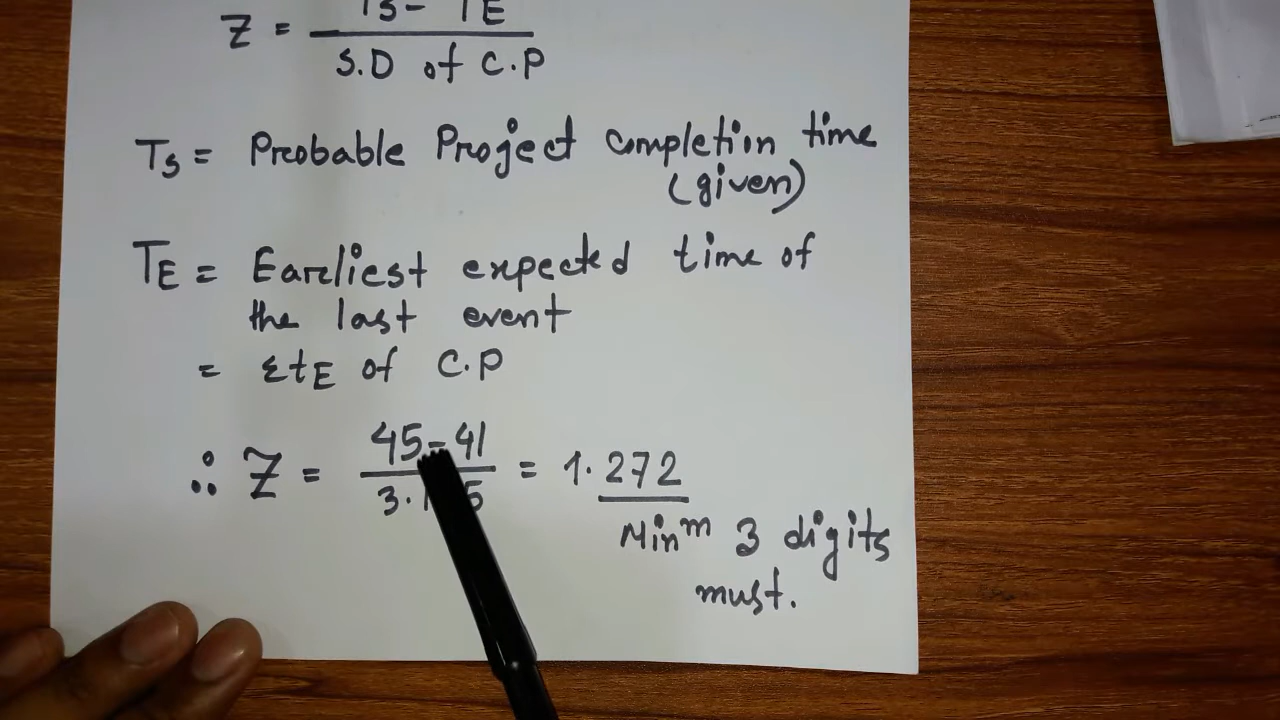 Z = TS - TE
S.D of C.P
TS = Probable Project completion time
(given)
TE = Earliest expected time of
the last event
= ΣtE of C.P
∴ Z = 45-41 = 1.272
Minm 3 digits
must.